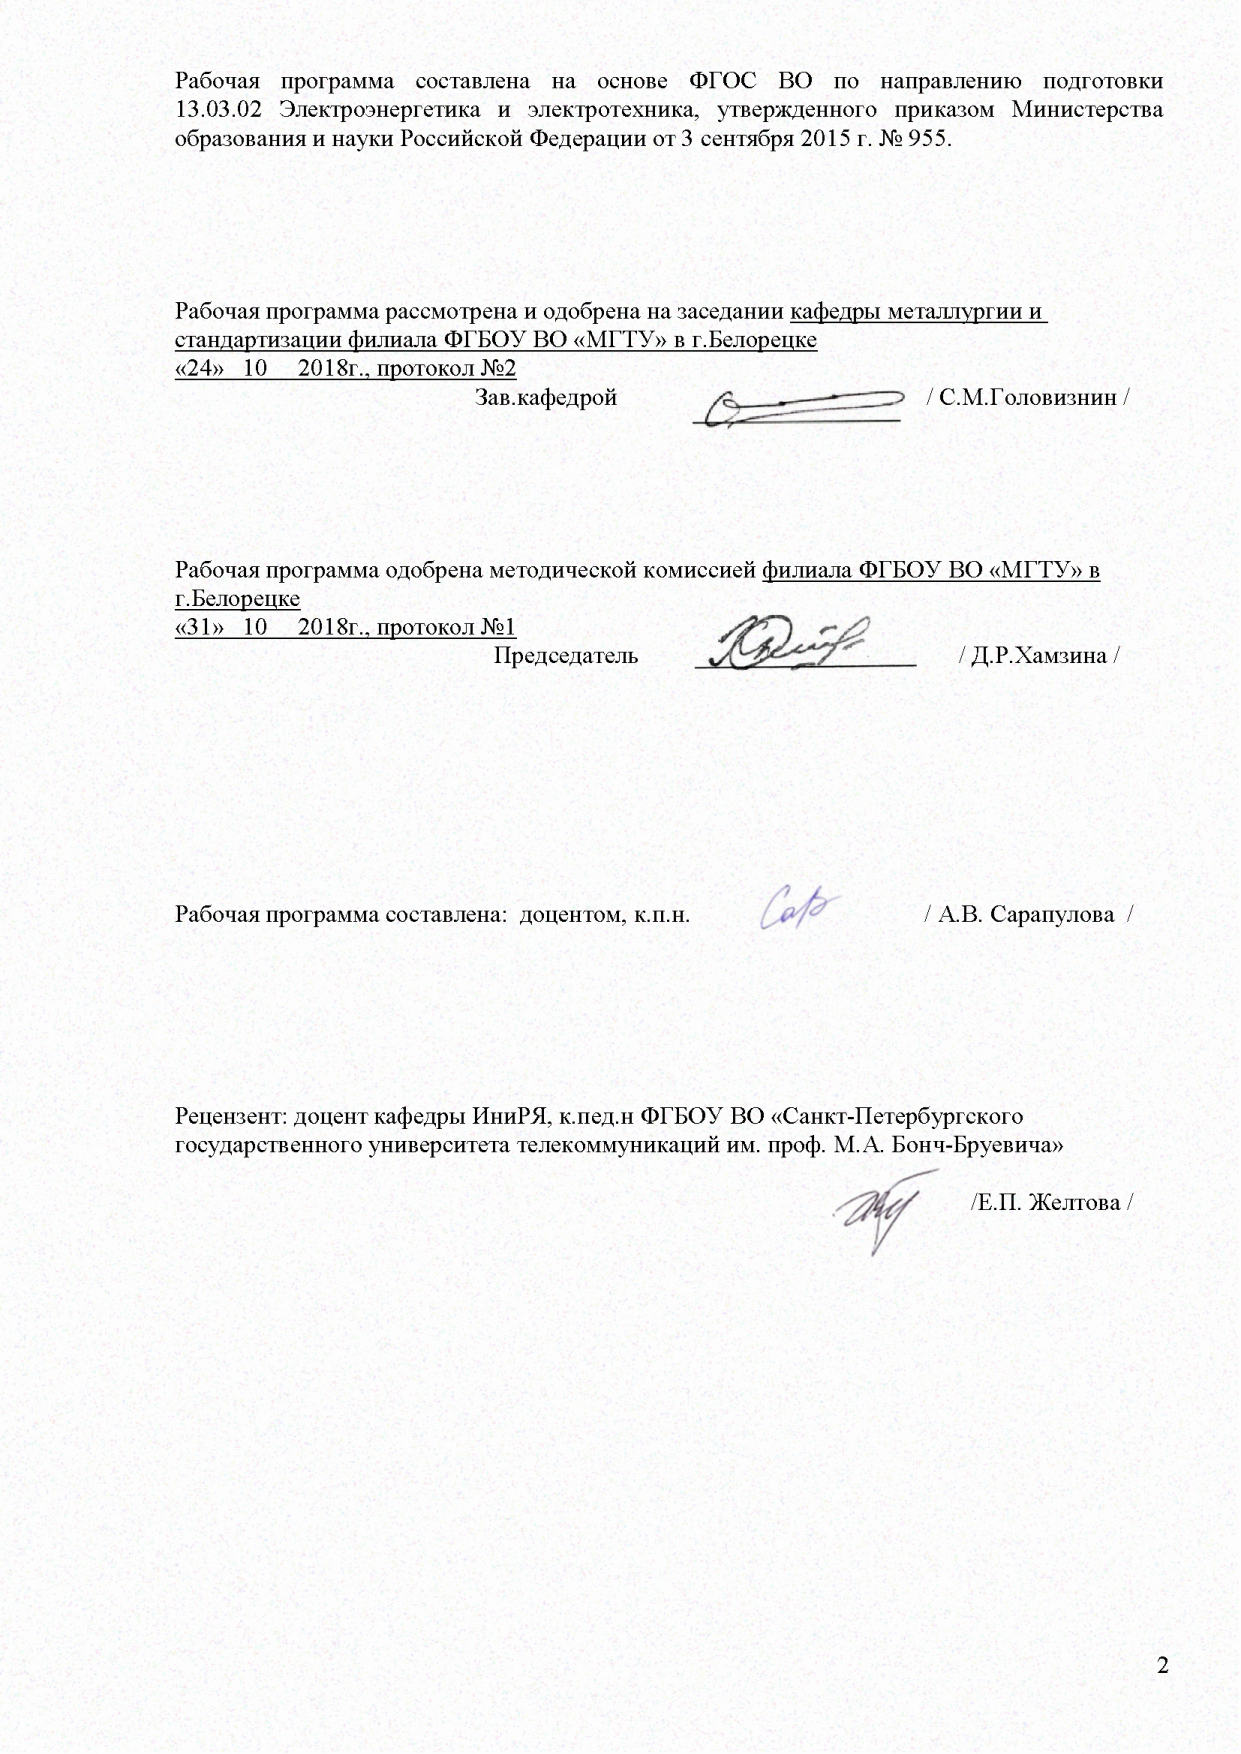 Рабочая программа составлена на основе ФГОС ВО по направлению подготовки
13.03.02 Электроэнергетика и электротехника, утвержденного приказом Министерства
образования и науки Российской Федерации от 3 сентября 2015 г. № 955.
Рабочая программа рассмотрена и одобрена на заседании кафедры металлургии и
стандартизации филиала ФГБОУ ВО «МГТУ» в г.Белорецке
«24» 10 2018г., протокол №2
Зав.кафедрой / С.М.Головизнин /
Рабочая программа одобрена методической комиссией филиала ФГБОУ ВО «МГТУ» в
г.Белорецке
«31» 10 2018г., протокол №1
Председатель / Д.Р.Хамзина /
Рабочая программа составлена: доцентом, к.п.н. / А.В. Сарапулова /
Рецензент: доцент кафедры ИниРЯ, к.пед.н ФГБОУ ВО «Санкт-Петербургского
государственного университета телекоммуникаций им. проф. М.А. Бонч-Бруевича»
/Е.П. Желтова /
2